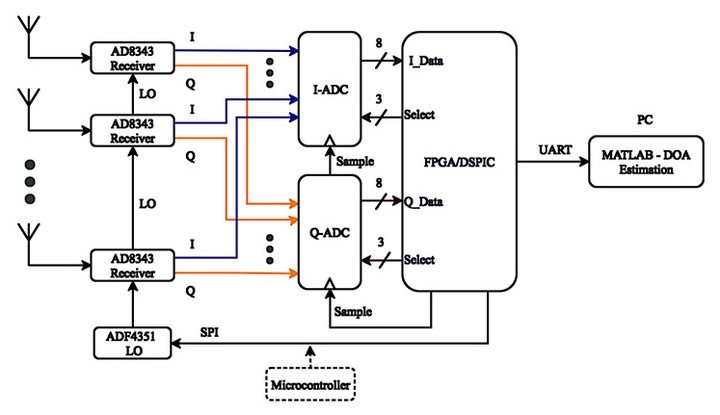 I
AD8343
Receiver
Q
LO
I
AD8343
Receiver
Q
LO
I
AD8343
Receiver
Q
ADF4351
LO
SPI
Microcontroller
I-ADC
Sample
Q-ADC
Sample
8
I_Data
3
Select
FPGA/DSPIC
8
Q_Data
3
Select
UART
PC
MATLAB - DOA
Estimation